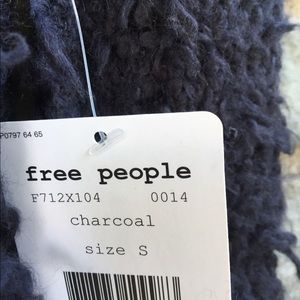 P0797 64 65
free people
F712X104 0014
charcoal
size S